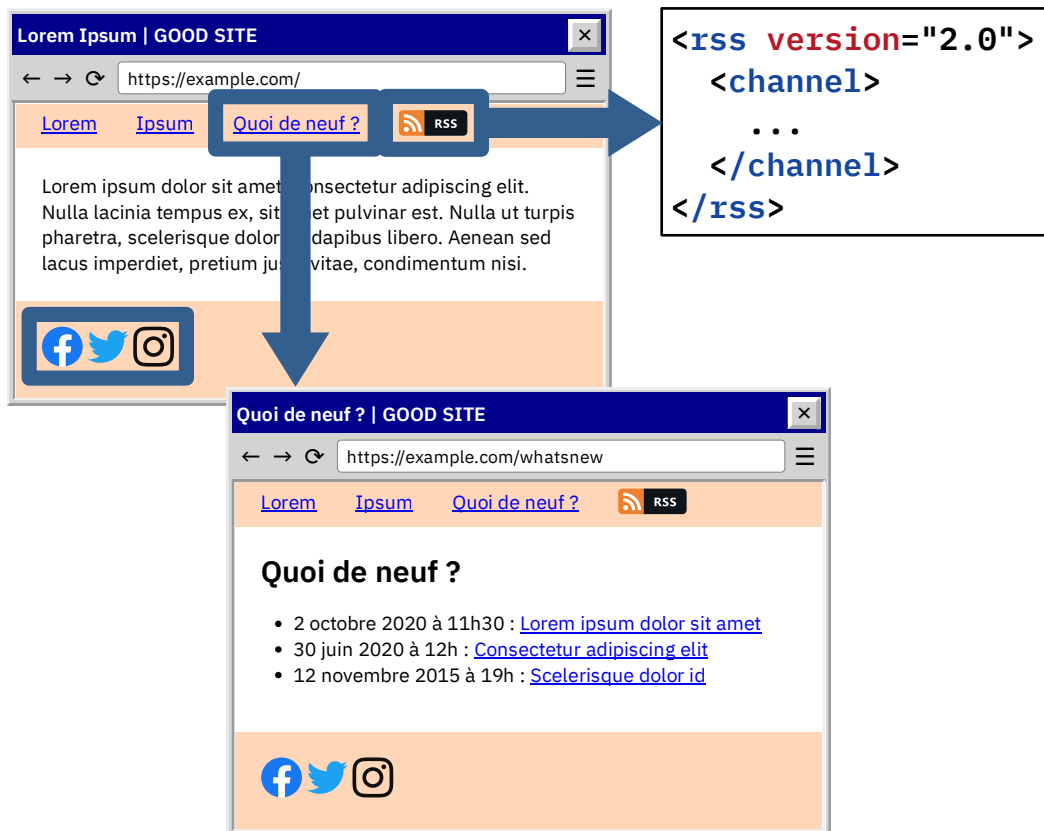 Lorem Ipsum | GOOD SITE
https://example.com/
Lorem Ipsum Quoi de neuf ? RSS
Lorem ipsum dolor sit amet, consectetur adipiscing elit.
Nulla lacinia tempus ex, sit amet pulvinar est. Nulla ut turpis
pharetra, scelerisque dolor dapibus libero. Aenean sed
lacus imperdiet, pretium justo vitae, condimentum nisi.
<rss version="2.0">
<channel>
...
</channel>
</rss>
Quoi de neuf ? | GOOD SITE
https://example.com/whatsnew
Lorem Ipsum Quoi de neuf ? RSS
Quoi de neuf ?
• 2 octobre 2020 à 11h30 : Lorem ipsum dolor sit amet
• 30 juin 2020 à 12h : Consectetur adipiscing elit
• 12 novembre 2015 à 19h : Scelerisque dolor id